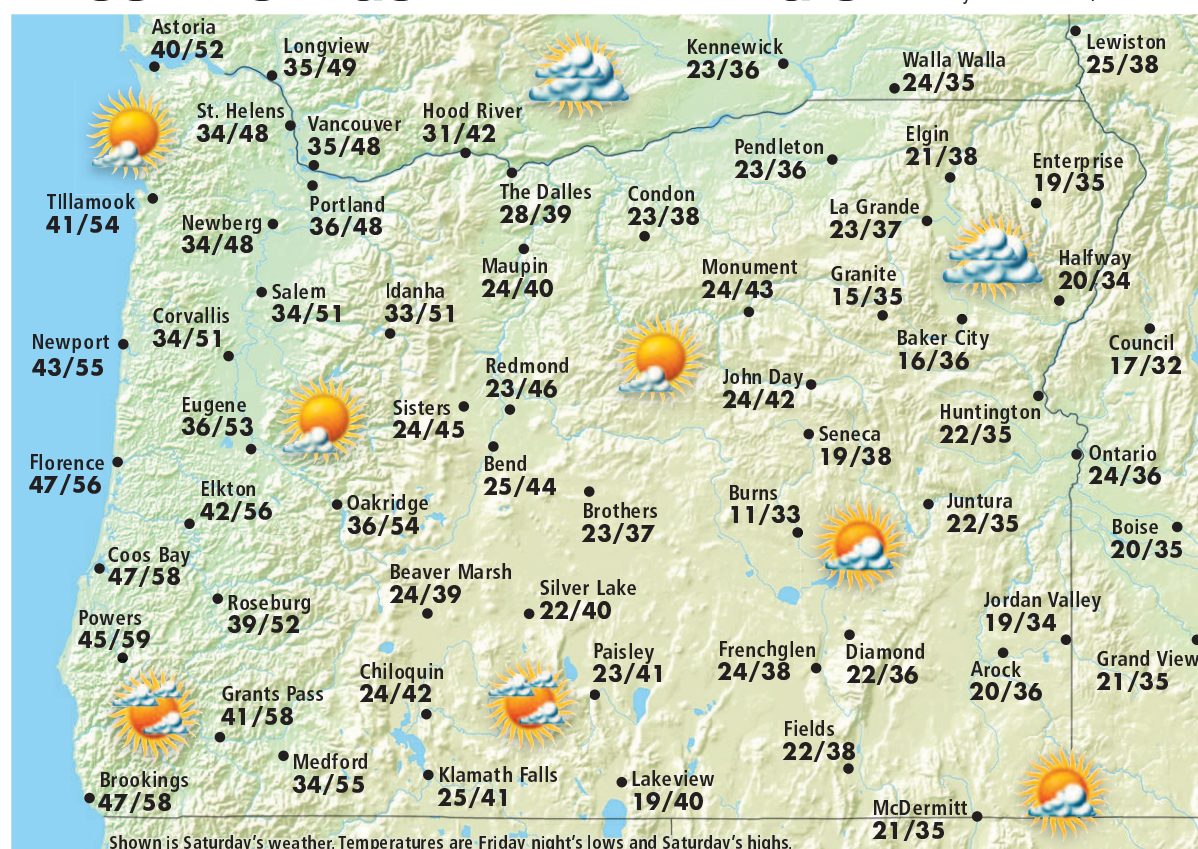 Astoria
40/52
Longview
35/49
Kennewick
23/36
Walla Walla
24/35
Lewiston
25/38
St. Helens
34/48
Vancouver
35/48
Hood River
31/42
Pendleton
23/36
Elgin
21/38
Enterprise
19/35
TIllamook
41/54
Newberg
34/48
Portland
36/48
The Dalles
28/39
Condon
23/38
La Grande
23/37
Maupin
24/40
Monument
24/43
Granite
15/35
Halfway
20/34
Salem
34/51
Idanha
33/51
Corvallis
34/51
Newport
43/55
Baker City
16/36
Council
17/32
Redmond
23/46
John Day
24/42
Eugene
36/53
Sisters
24/45
Huntington
22/35
Seneca
19/38
Florence
47/56
Bend
25/44
Ontario
24/36
Elkton
42/56
Oakridge
36/54
Brothers
23/37
Burns
11/33
Juntura
22/35
Boise
20/35
Coos Bay
47/58
Beaver Marsh
24/39
Silver Lake
22/40
Roseburg
39/52
Jordan Valley
19/34
Powers
45/59
Chiloquin
24/42
Paisley
23/41
Frenchglen
24/38
Diamond
22/36
Arock
20/36
Grand View
21/35
Grants Pass
41/58
Fields
22/38
Medford
34/55
Brookings
47/58
Klamath Falls
25/41
Lakeview
19/40
McDermitt
21/35
Shown is Saturday's weather. Temperatures are Friday night's lows and Saturday's highs.